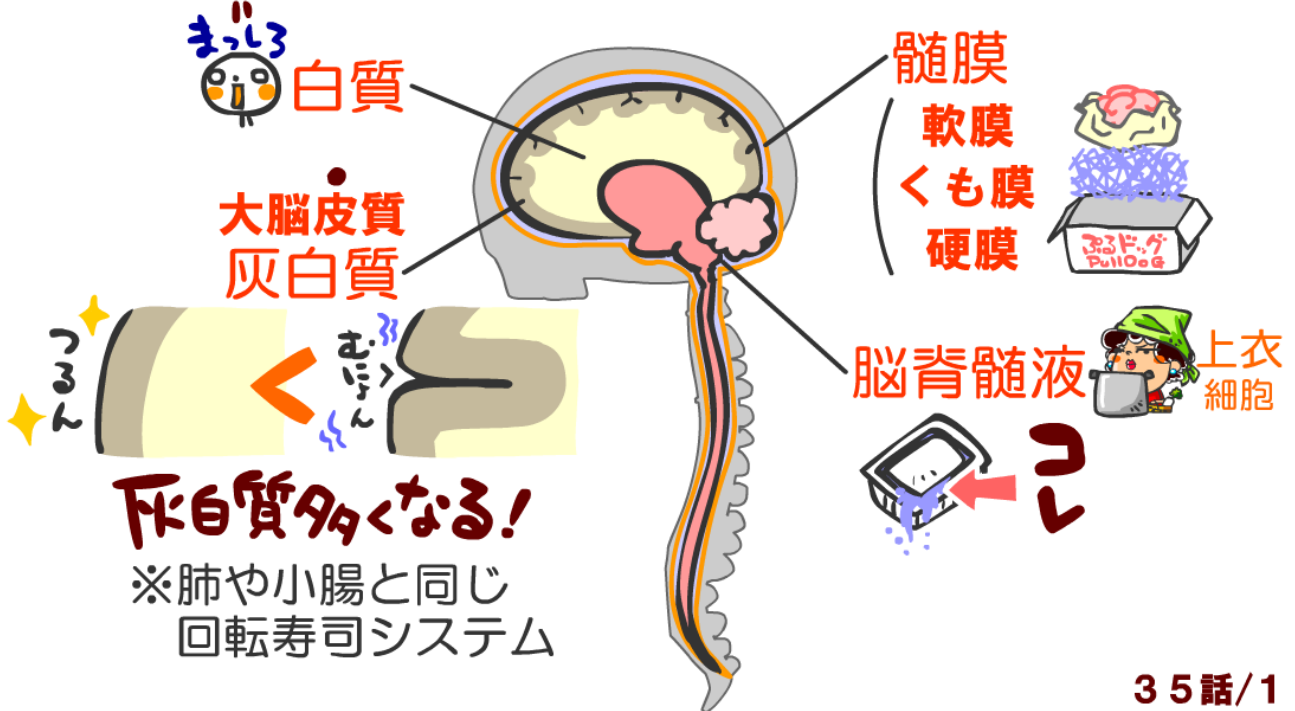 まっしろ
白質
大脳皮質
灰白質
つるん
むにょん
灰白質多くなる!
※肺や小腸と同じ
回転寿司システム
髄膜
軟膜
くも膜
硬膜
ぷるドッグ
PullDoG
脳脊髄液
上衣
細胞
コレ
35話/1